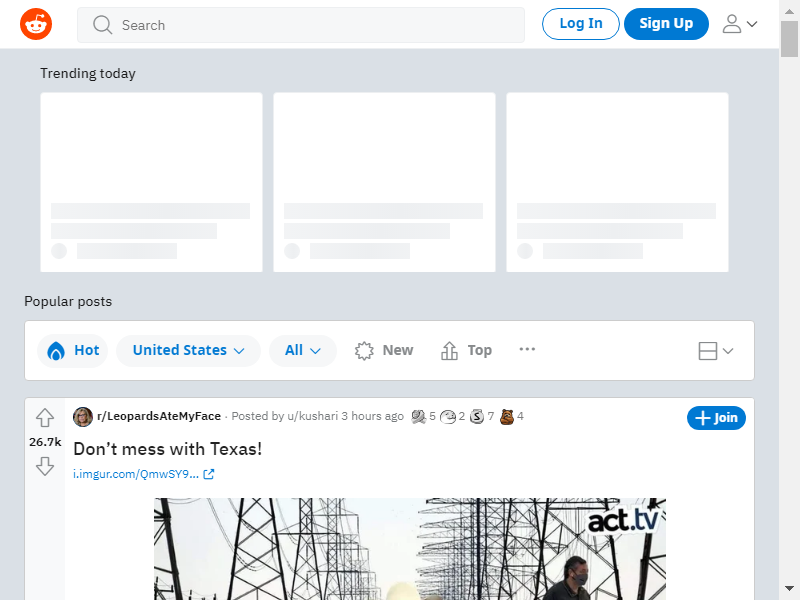 Search
Log In
Sign Up
Trending today
Popular posts
Hot
United States
All
New
Top
r/LeopardsAteMyFace · Posted by u/kushari 3 hours ago 5 2 7 4
Join
26.7k
Don’t mess with Texas!
i.imgur.com/QmwSY9...
act.tv